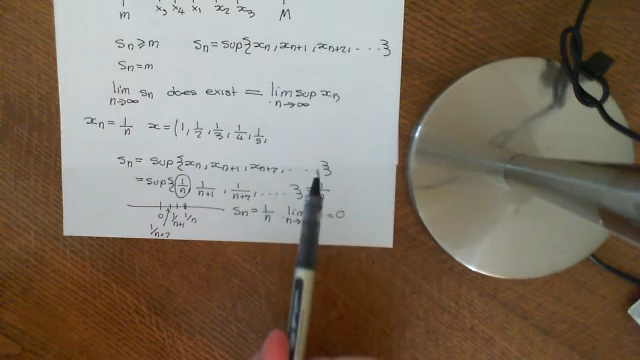 m x₃ x₄ x₁ x₂ x₃ M
Sₙ ≥ m Sₙ = sup{xₙ, xₙ₊₁, xₙ₊₂, ...}
Sₙ = m
lim n→∞ Sₙ does exist = lim sup n→∞ xₙ
xₙ = 1/n x = (1, 1/2, 1/3, 1/4, 1/5,
Sₙ = sup{xₙ, xₙ₊₁, xₙ₊₂, ...}
= sup{1/n, 1/n+1, 1/n+2, ....}
0 1/n+1 1/n Sₙ = 1/n lim = 0
1/n+2